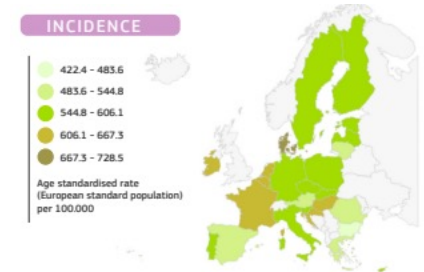 INCIDENCE
422.4 - 483.6
483.6 - 544.8
544.8 - 606.1
606.1 - 667.3
667.3 - 728.5
Age standardised rate
(European standard population)
per 100.000